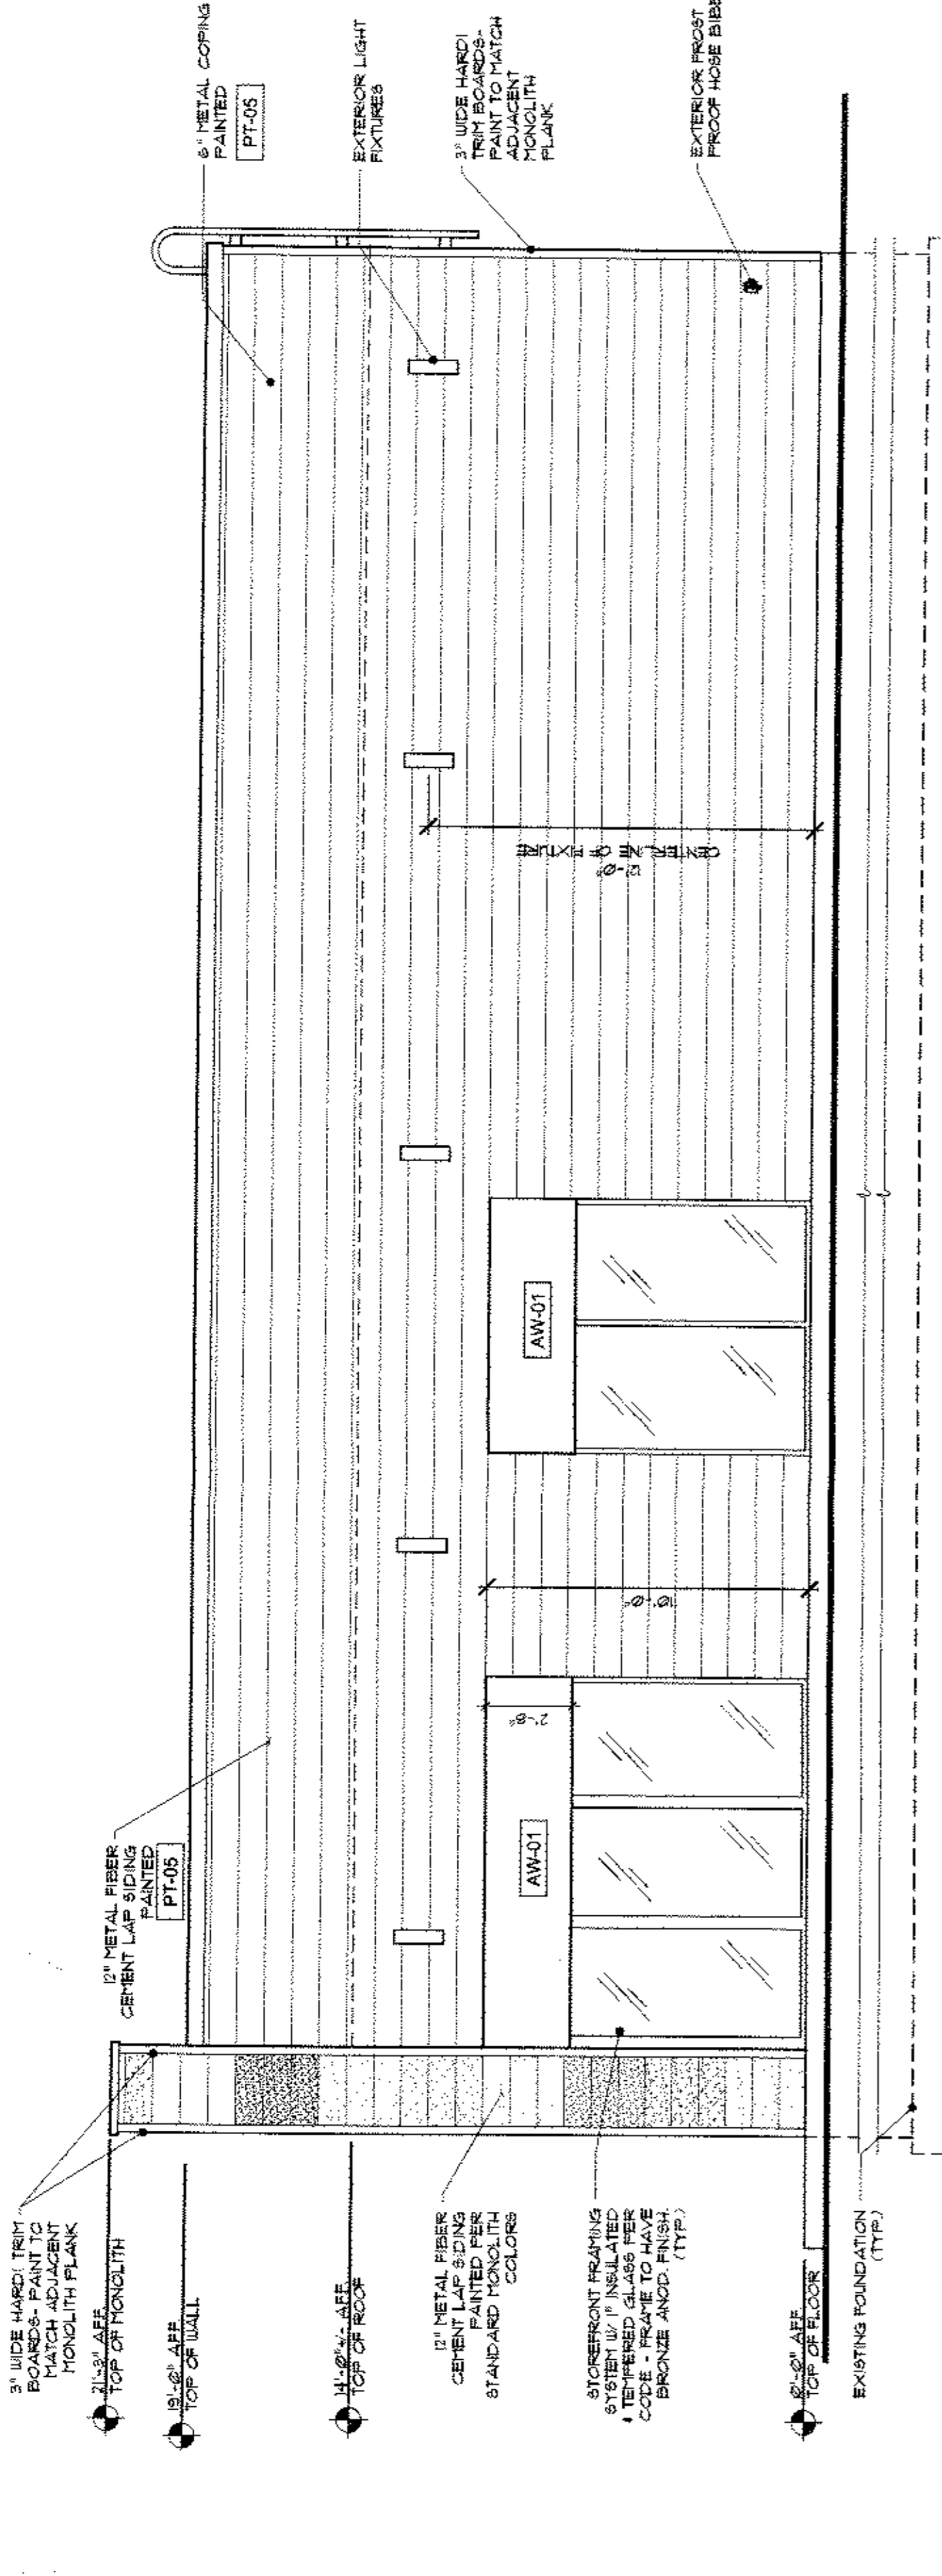 3" WIDE HARDI TRIM
BOARDS- PAINT TO
MATCH ADJACENT
MONOLITH PLANK
21'-3" AFF
TOP OF MONOLITH
19'-0" AFF
TOP OF WALL
14'-0"+/- AFF
TOP OF ROOF
12" METAL FIBER
CEMENT LAP SIDING
PAINTED PER
STANDARD MONOLITH
COLORS
STOREFRONT FRAMING
SYSTEM W/ 1" INSULATED
& TEMPERED GLASS PER
CODE - FRAME TO HAVE
BRONZE ANOD. FINISH.
(TYP.)
0'-0" AFF
TOP OF FLOOR
EXISTING FOUNDATION
(TYP.)
12" METAL FIBER
CEMENT LAP SIDING
PAINTED
PT-05
AW-01
2'-8"
10'-0"
AW-01
12'-0"
CENTERLINE OF FIXTURE
6" METAL COPING
PAINTED
PT-05
EXTERIOR LIGHT
FIXTURES
3" WIDE HARDI
TRIM BOARDS-
PAINT TO MATCH
ADJACENT
MONOLITH
PLANK
EXTERIOR FROST
PROOF HOSE BIBB